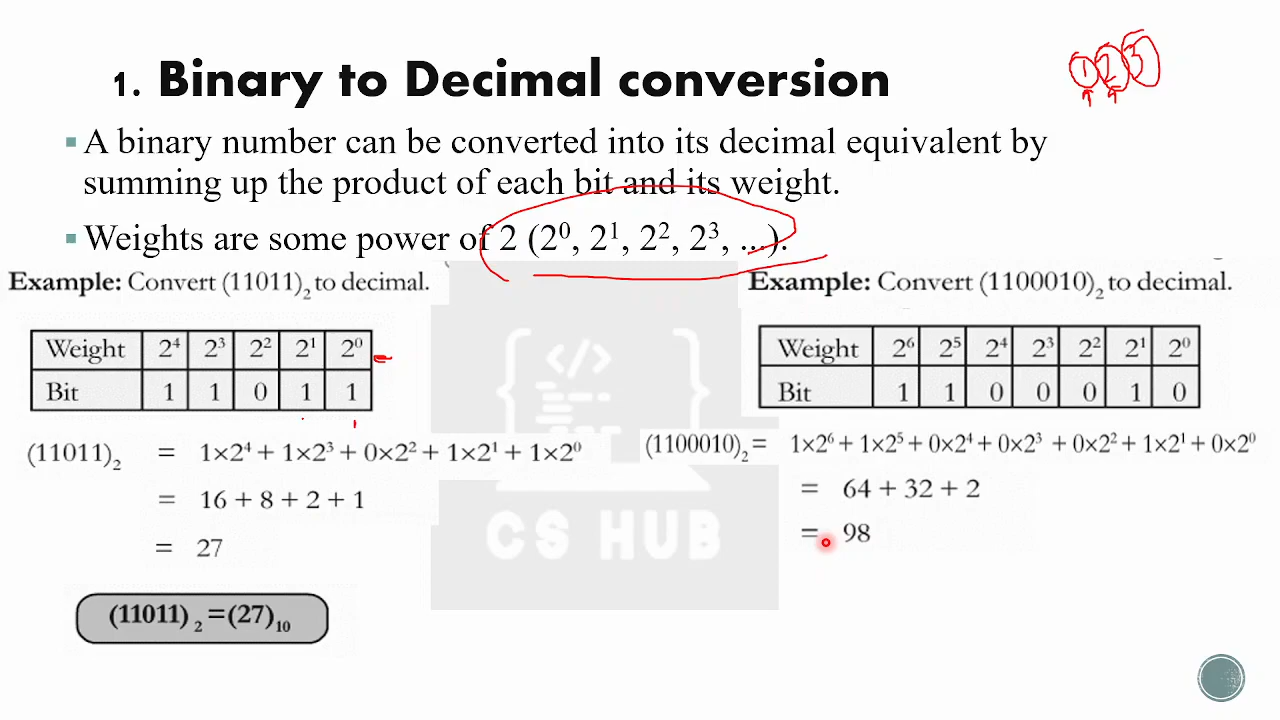 1. Binary to Decimal conversion
1 2 3
A binary number can be converted into its decimal equivalent by
summing up the product of each bit and its weight.
Weights are some power of 2 (2⁰, 2¹, 2², 2³, ...).
Example: Convert (11011)₂ to decimal.
Weight 2⁴ 2³ 2² 2¹ 2⁰
Bit 1 1 0 1 1
(11011)₂ = 1×2⁴ + 1×2³ + 0×2² + 1×2¹ + 1×2⁰
= 16 + 8 + 2 + 1
= 27
(11011)₂ =(27)₁₀
Example: Convert (1100010)₂ to decimal.
Weight 2⁶ 2⁵ 2⁴ 2³ 2² 2¹ 2⁰
Bit 1 1 0 0 0 1 0
(1100010)₂ = 1×2⁶ + 1×2⁵ + 0×2⁴ + 0×2³ + 0×2² + 1×2¹ + 0×2⁰
= 64 + 32 + 2
= 98
</>
CS HUB